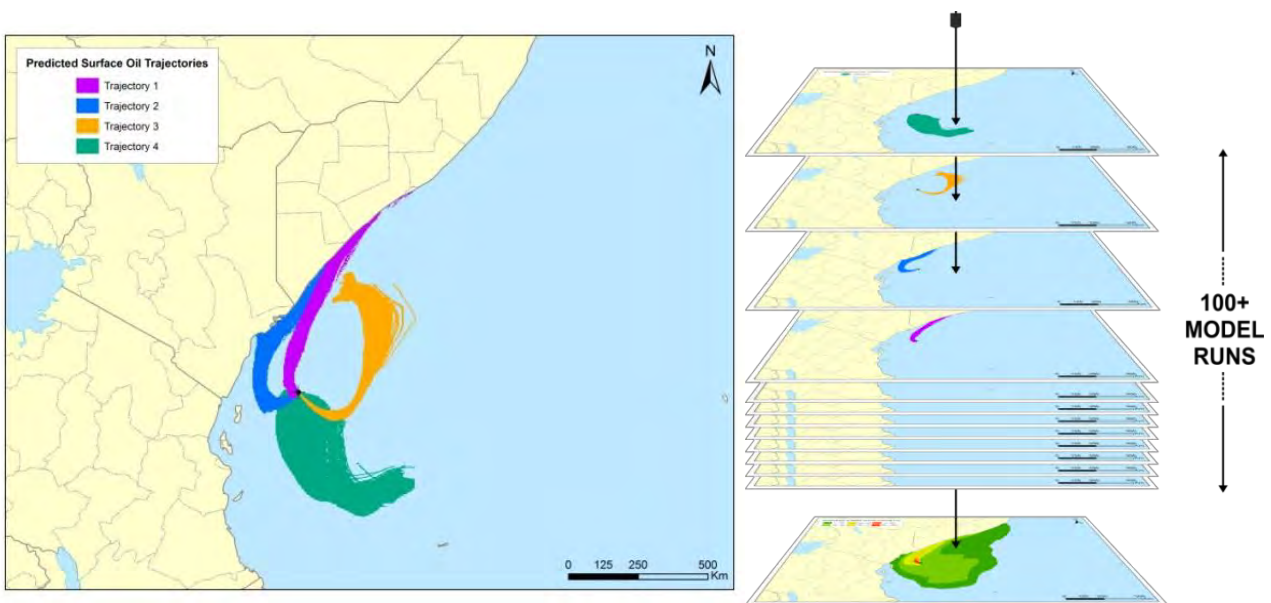 Predicted Surface Oil Trajectories
Trajectory 1
Trajectory 2
Trajectory 3
Trajectory 4
N
0 125 250 500
Km
100+
MODEL
RUNS